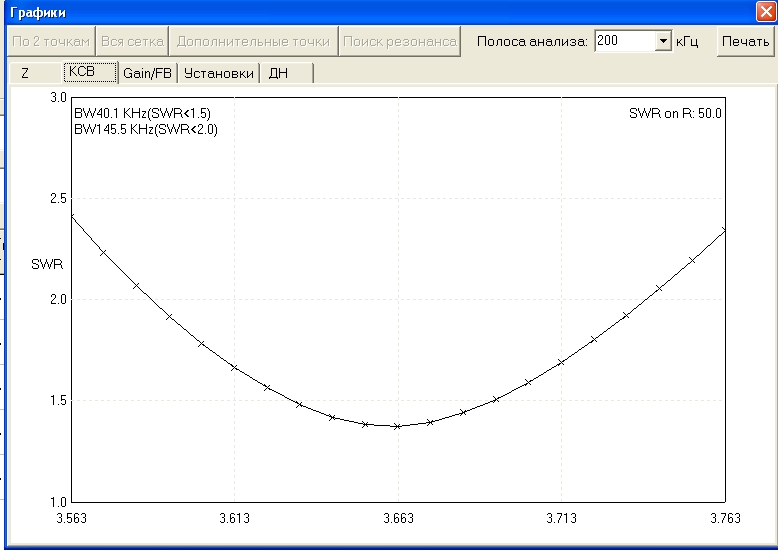 Графики
По 2 точкам Вся сетка Дополнительные точки Поиск резонанса Полоса анализа: 200 кГц Печать
Z КСВ Gain/FB Установки ДН
3.0
BW40.1 KHz(SWR<1.5) SWR on R: 50.0
BW145.5 KHz(SWR<2.0)
2.5
SWR
2.0
1.5
1.0
3.563 3.613 3.663 3.713 3.763